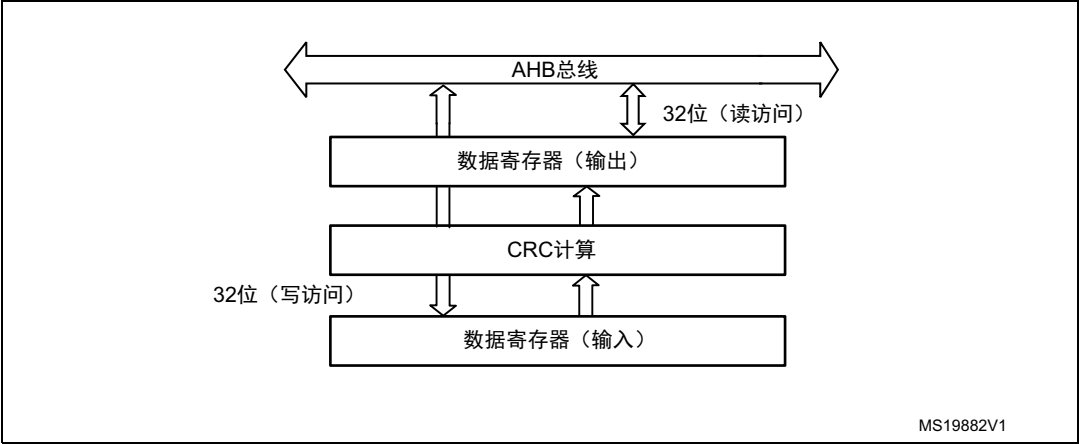 AHB总线
32位（读访问）
数据寄存器（输出）
CRC计算
32位（写访问）
数据寄存器（输入）
MS19882V1